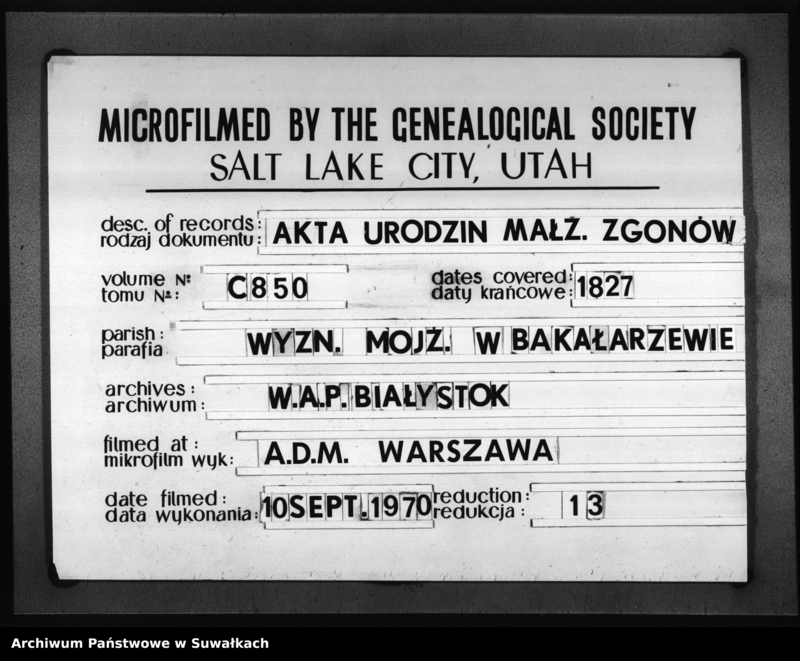 MICROFILMED BY THE GENEALOGICAL SOCIETY
SALT LAKE CITY, UTAH
desc. of records:
rodzaj dokumentu: AKTA URODZIN MAŁŻ. ZGONÓW
volume №:
tomu №: C850
dates covered:
daty krańcowe: 1827
parish:
parafia WYZN. MOJŻ. W BAKAŁARZEWIE
archives:
archiwum: W.A.P. BIAŁYSTOK
filmed at:
mikrofilm wyk: A.D.M. WARSZAWA
date filmed:
data wykonania: 10 SEPT. 1970
reduction:
redukcja: 13
Archiwum Państwowe w Suwałkach